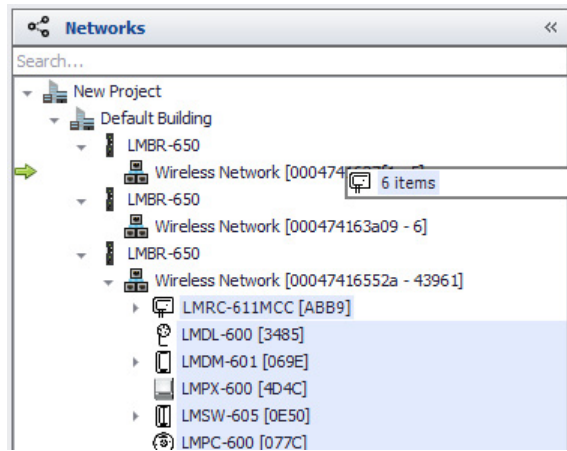 Networks
Search...
New Project
Default Building
LMBR-650
Wireless Network
6 items
LMBR-650
Wireless Network [000474163a09 - 6]
LMBR-650
Wireless Network [00047416552a - 43961]
LMRC-611MCC [ABB9]
LMDL-600 [3485]
LMDM-601 [069E]
LMPX-600 [4D4C]
LMSW-605 [0E50]
LMPC-600 [077C]